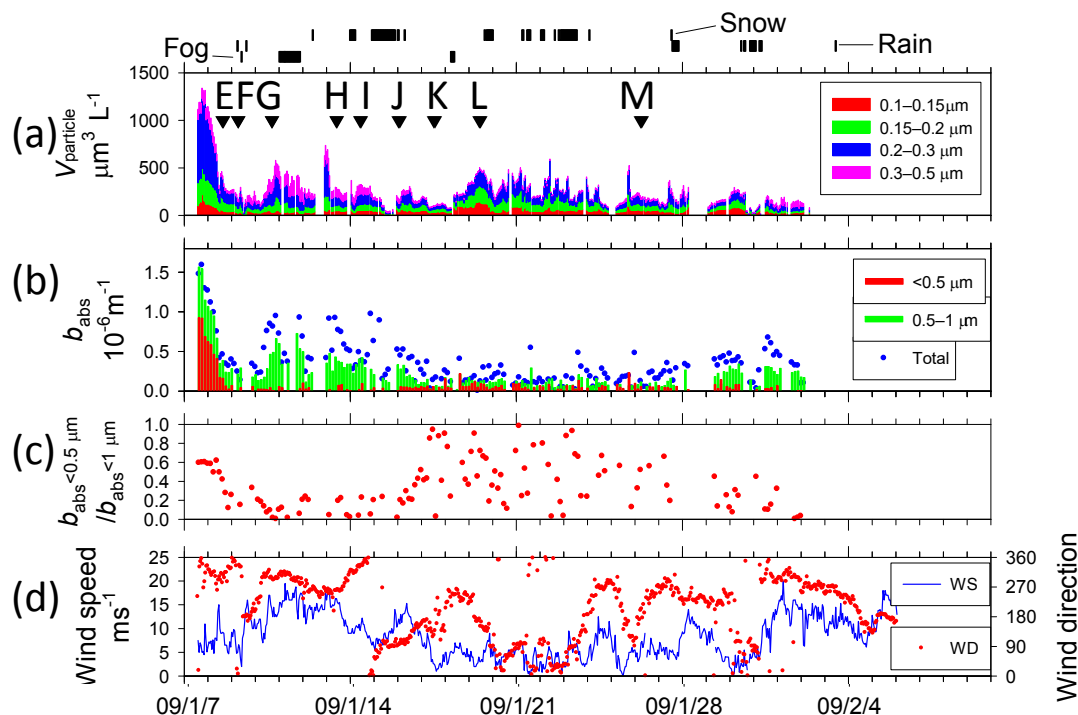 Snow
Fog
Rain
(a)
V particle
μm³ L⁻¹
1500
1000
500
0
E F G H I J K L M
0.1–0.15μm
0.15–0.2 μm
0.2–0.3 μm
0.3–0.5 μm
(b)
b abs
10⁻⁶m⁻¹
1.5
1.0
0.5
0.0
<0.5 μm
0.5–1 μm
Total
(c)
b abs <0.5 μm
/b abs <1 μm
1.0
0.8
0.6
0.4
0.2
0.0
(d)
Wind speed
ms⁻¹
25
20
15
10
5
0
WS
WD
360
270
180
90
0
Wind direction
09/1/7 09/1/14 09/1/21 09/1/28 09/2/4